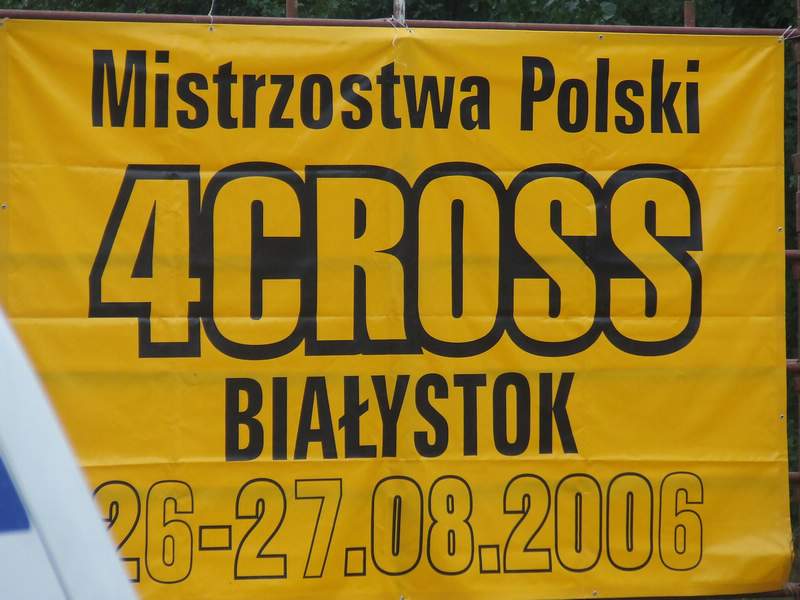 Mistrzostwa Polski
4CROSS
BIAŁYSTOK
26-27.08.2006